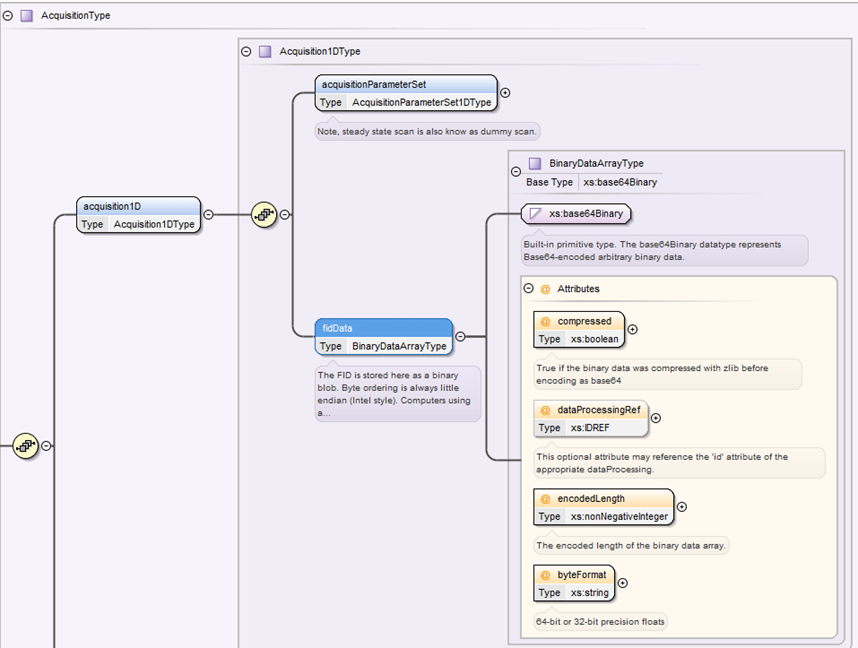 AcquisitionType
Acquisition1DType
acquisitionParameterSet
Type AcquisitionParameterSet1DType
Note, steady state scan is also know as dummy scan.
BinaryDataArrayType
Base Type xs:base64Binary
acquisition1D
Type Acquisition1DType
xs:base64Binary
Built-in primitive type. The base64Binary datatype represents
Base64-encoded arbitrary binary data.
@ Attributes
@ compressed
Type xs:boolean
True if the binary data was compressed with zlib before
encoding as base64
fidData
Type BinaryDataArrayType
The FID is stored here as a binary
blob. Byte ordering is always little
endian (Intel style). Computers using
a...
@ dataProcessingRef
Type xs:IDREF
This optional attribute may reference the 'id' attribute of the
appropriate dataProcessing.
@ encodedLength
Type xs:nonNegativeInteger
The encoded length of the binary data array.
@ byteFormat
Type xs:string
64-bit or 32-bit precision floats